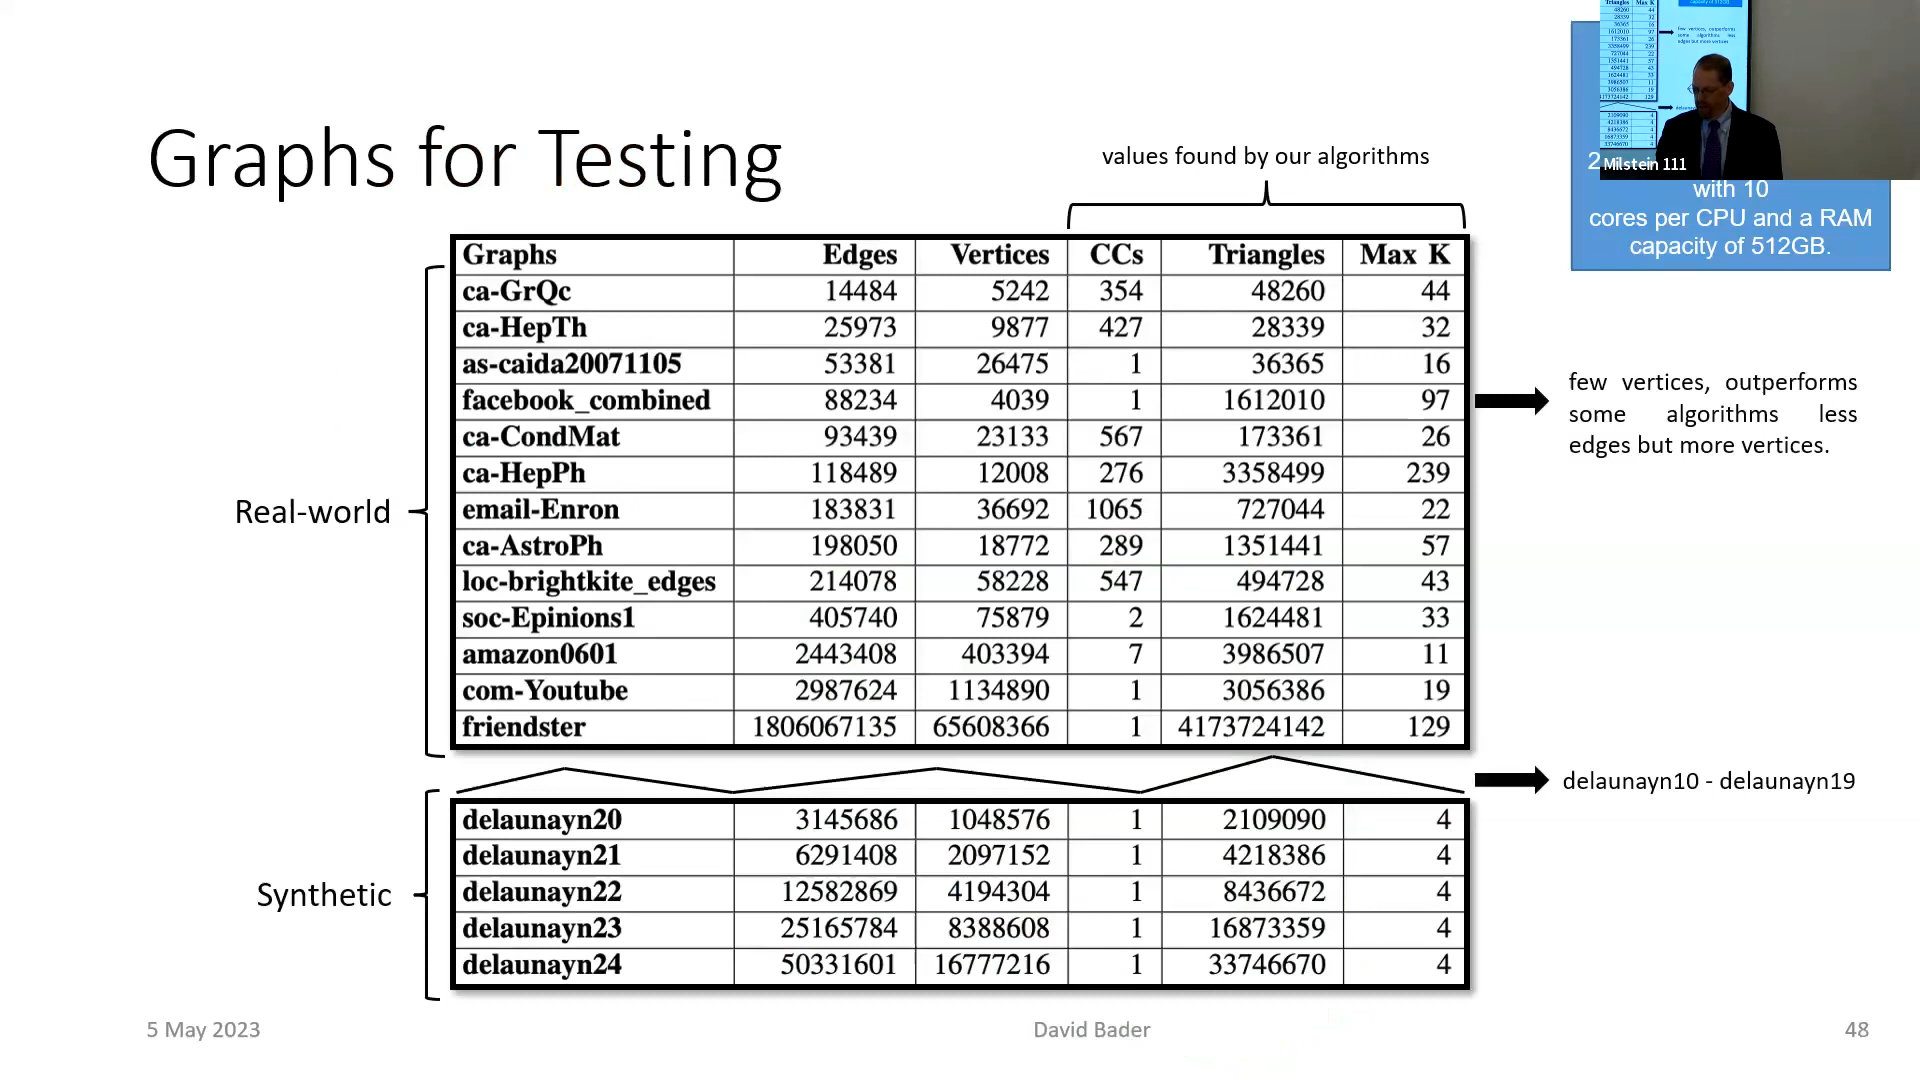 Graphs for Testing
values found by our algorithms
2
Milstein 111
with 10
cores per CPU and a RAM
capacity of 512GB.
Graphs Edges Vertices CCs Triangles Max K
ca-GrQc 14484 5242 354 48260 44
ca-HepTh 25973 9877 427 28339 32
as-caida20071105 53381 26475 1 36365 16
facebook_combined 88234 4039 1 1612010 97
ca-CondMat 93439 23133 567 173361 26
ca-HepPh 118489 12008 276 3358499 239
email-Enron 183831 36692 1065 727044 22
ca-AstroPh 198050 18772 289 1351441 57
loc-brightkite_edges 214078 58228 547 494728 43
soc-Epinions1 405740 75879 2 1624481 33
amazon0601 2443408 403394 7 3986507 11
com-Youtube 2987624 1134890 1 3056386 19
friendster 1806067135 65608366 1 4173724142 129
Real-world
few vertices, outperforms
some algorithms less
edges but more vertices.
delaunayn10 - delaunayn19
delaunayn20 3145686 1048576 1 2109090 4
delaunayn21 6291408 2097152 1 4218386 4
delaunayn22 12582869 4194304 1 8436672 4
delaunayn23 25165784 8388608 1 16873359 4
delaunayn24 50331601 16777216 1 33746670 4
Synthetic
5 May 2023
David Bader
48